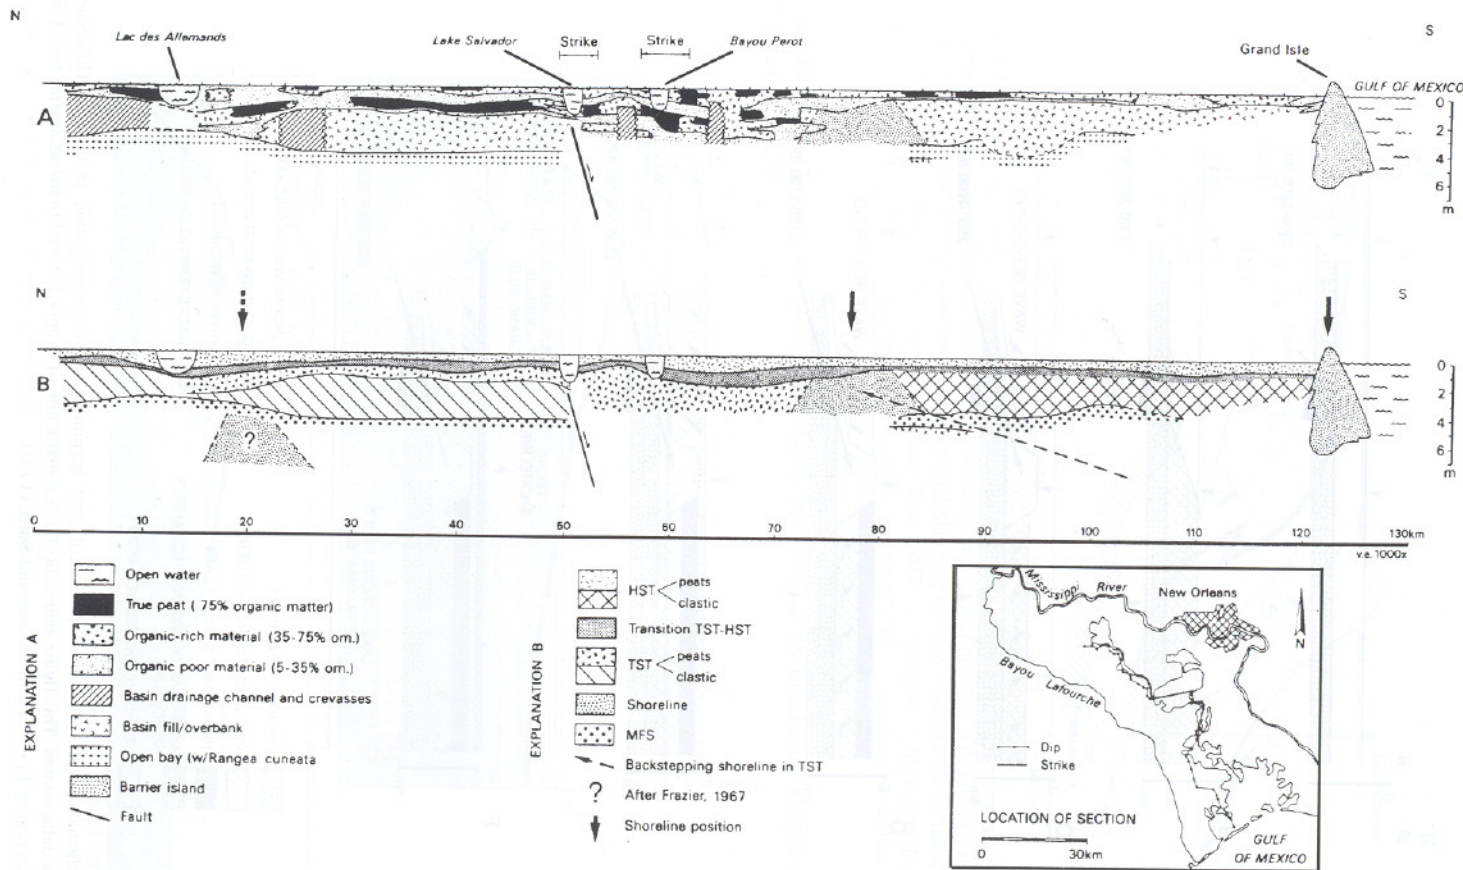 N
Lac des Allemands
Lake Salvador
Strike
Strike
Bayou Perot
Grand Isle
S
GULF OF MEXICO
A
0
2
4
6
m
N
S
B
?
0
2
4
6
m
0 10 20 30 40 50 60 70 80 90 100 110 120 130km
v.e. 1000x
EXPLANATION A
Open water
True peat ( 75% organic matter)
Organic-rich material (35-75% om.)
Organic poor material (5-35% om.)
Basin drainage channel and crevasses
Basin fill/overbank
Open bay (w/Rangea cuneata
Barrier island
Fault
EXPLANATION B
HST peats
clastic
Transition TST-HST
TST peats
clastic
Shoreline
MFS
Backstepping shoreline in TST
? After Frazier, 1967
Shoreline position
Mississippi River
New Orleans
N
Bayou Lafourche
Dip
Strike
LOCATION OF SECTION
0 30km
GULF
OF MEXICO